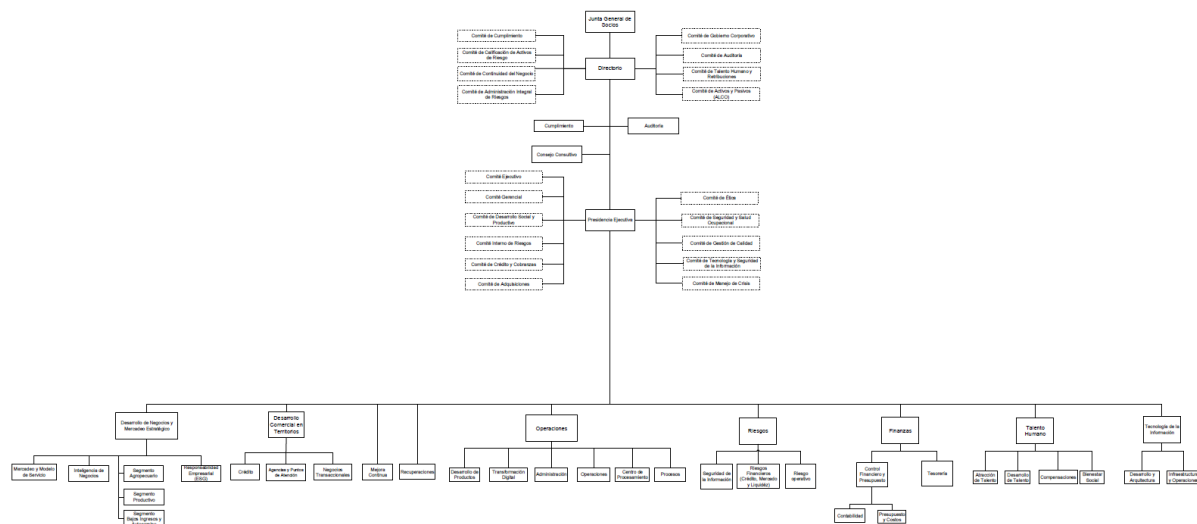 Junta General de
Socios
Comité de Cumplimiento
Comité de Calificación de Activos
de Riesgo
Comité de Continuidad del Negocio
Comité de Administración Integral
de Riesgos
Directorio
Comité de Gobierno Corporativo
Comité de Auditoría
Comité de Talento Humano y
Retribuciones
Comité de Activos y Pasivos
(ALCO)
Cumplimiento
Auditoría
Consejo Consultivo
Comité Ejecutivo
Comité Gerencial
Comité de Desarrollo Social y
Productivo
Comité Interno de Riesgos
Comité de Crédito y Cobranzas
Comité de Adquisiciones
Presidencia Ejecutiva
Comité de Ética
Comité de Seguridad y Salud
Ocupacional
Comité de Gestión de Calidad
Comité de Tecnología y Seguridad
de la Información
Comité de Manejo de Crisis
Desarrollo de Negocios y
Mercadeo Estratégico
Desarrollo
Comercial en
Territorios
Operaciones
Riesgos
Finanzas
Talento
Humano
Tecnología de la
Información
Mercadeo y Modelo
de Servicio
Inteligencia de
Negocios
Segmento
Agropecuario
Responsabilidad
Empresarial
(ESG)
Segmento
Productivo
Segmento
Bajos Ingresos y
Crédito
Agencias y Puntos
de Atención
Negocios
Transaccionales
Mejora
Continua
Recuperaciones
Desarrollo de
Productos
Transformación
Digital
Administración
Operaciones
Centro de
Procesamiento
Procesos
Seguridad de
la Información
Riesgos
Financieros
(Crédito, Mercado y
Liquidez)
Riesgo
operativo
Control
Financiero y
Presupuesto
Tesorería
Contabilidad
Presupuesto
y Costos
Atracción
de Talento
Desarrollo
de Talento
Compensaciones
Bienestar
Social
Desarrollo y
Arquitectura
Infraestructura
y Operaciones